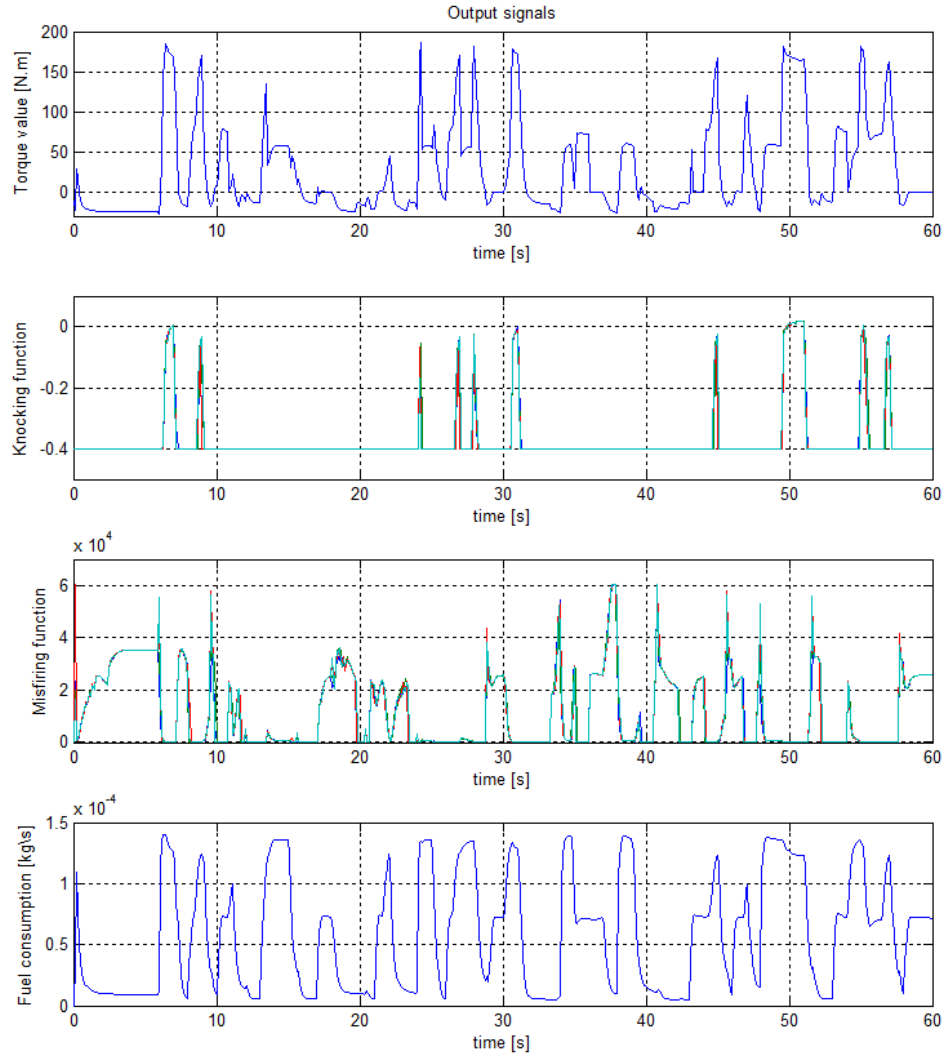 Output signals
Torque value [N.m]
200
150
100
50
0
0 10 20 30 40 50 60
time [s]
Knocking function
0
-0.2
-0.4
0 10 20 30 40 50 60
time [s]
x 10^4
Misfiring function
6
4
2
0
0 10 20 30 40 50 60
time [s]
x 10^-4
Fuel consumption [kg\s]
1.5
1
0.5
0
0 10 20 30 40 50 60
time [s]